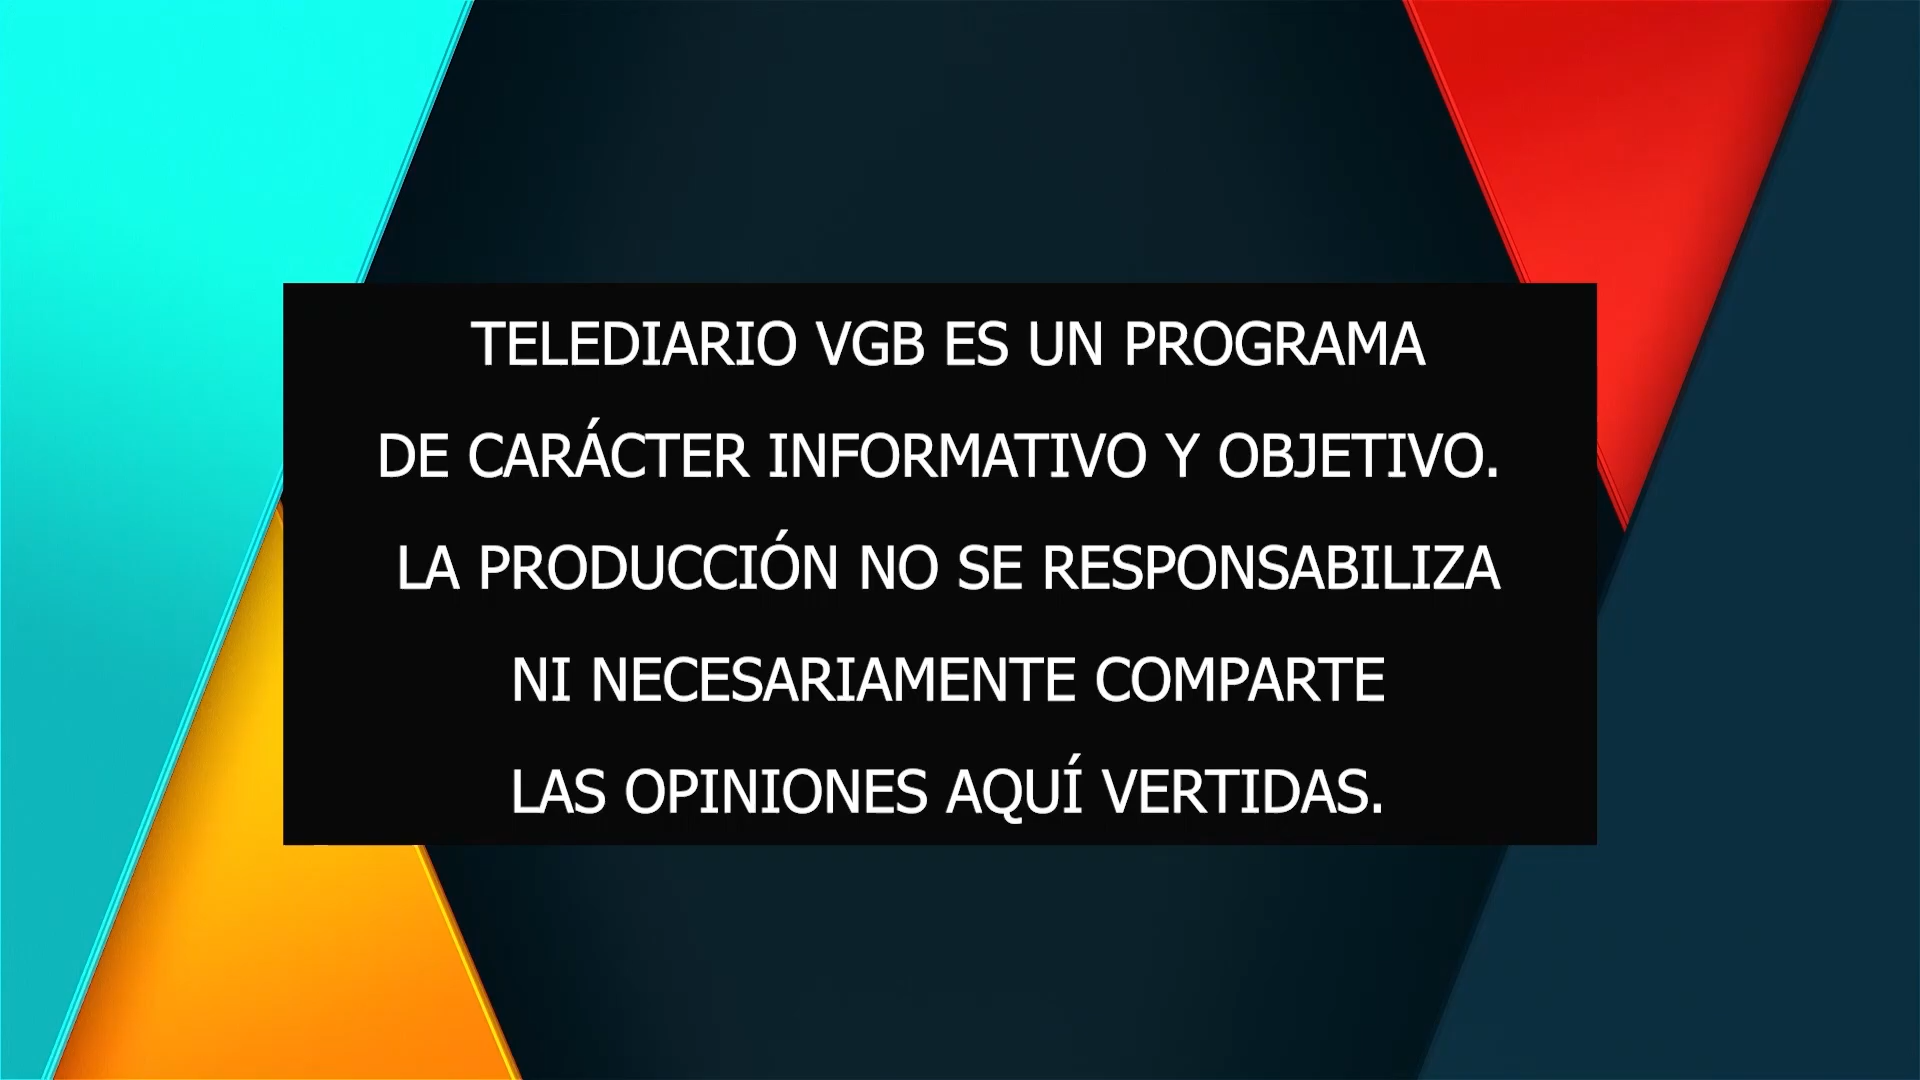 TELEDIARIO VGB ES UN PROGRAMA
DE CARÁCTER INFORMATIVO Y OBJETIVO.
LA PRODUCCIÓN NO SE RESPONSABILIZA
NI NECESARIAMENTE COMPARTE
LAS OPINIONES AQUÍ VERTIDAS.